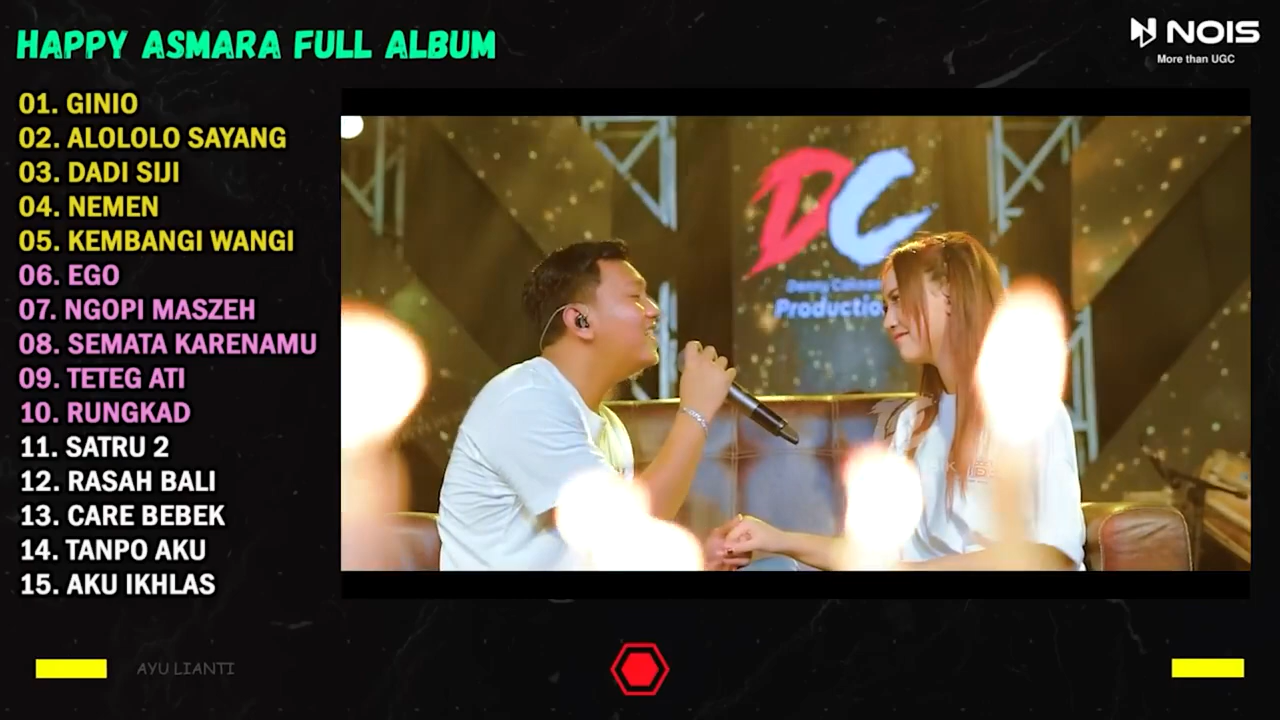 HAPPY ASMARA FULL ALBUM
NOIS
More than UGC
01. GINIO
02. ALOLOLO SAYANG
03. DADI SIJI
04. NEMEN
05. KEMBANGI WANGI
06. EGO
07. NGOPI MASZEH
08. SEMATA KARENAMU
09. TETEG ATI
10. RUNGKAD
11. SATRU 2
12. RASAH BALI
13. CARE BEBEK
14. TANPO AKU
15. AKU IKHLAS
DC
Productio
AYU LIANTI